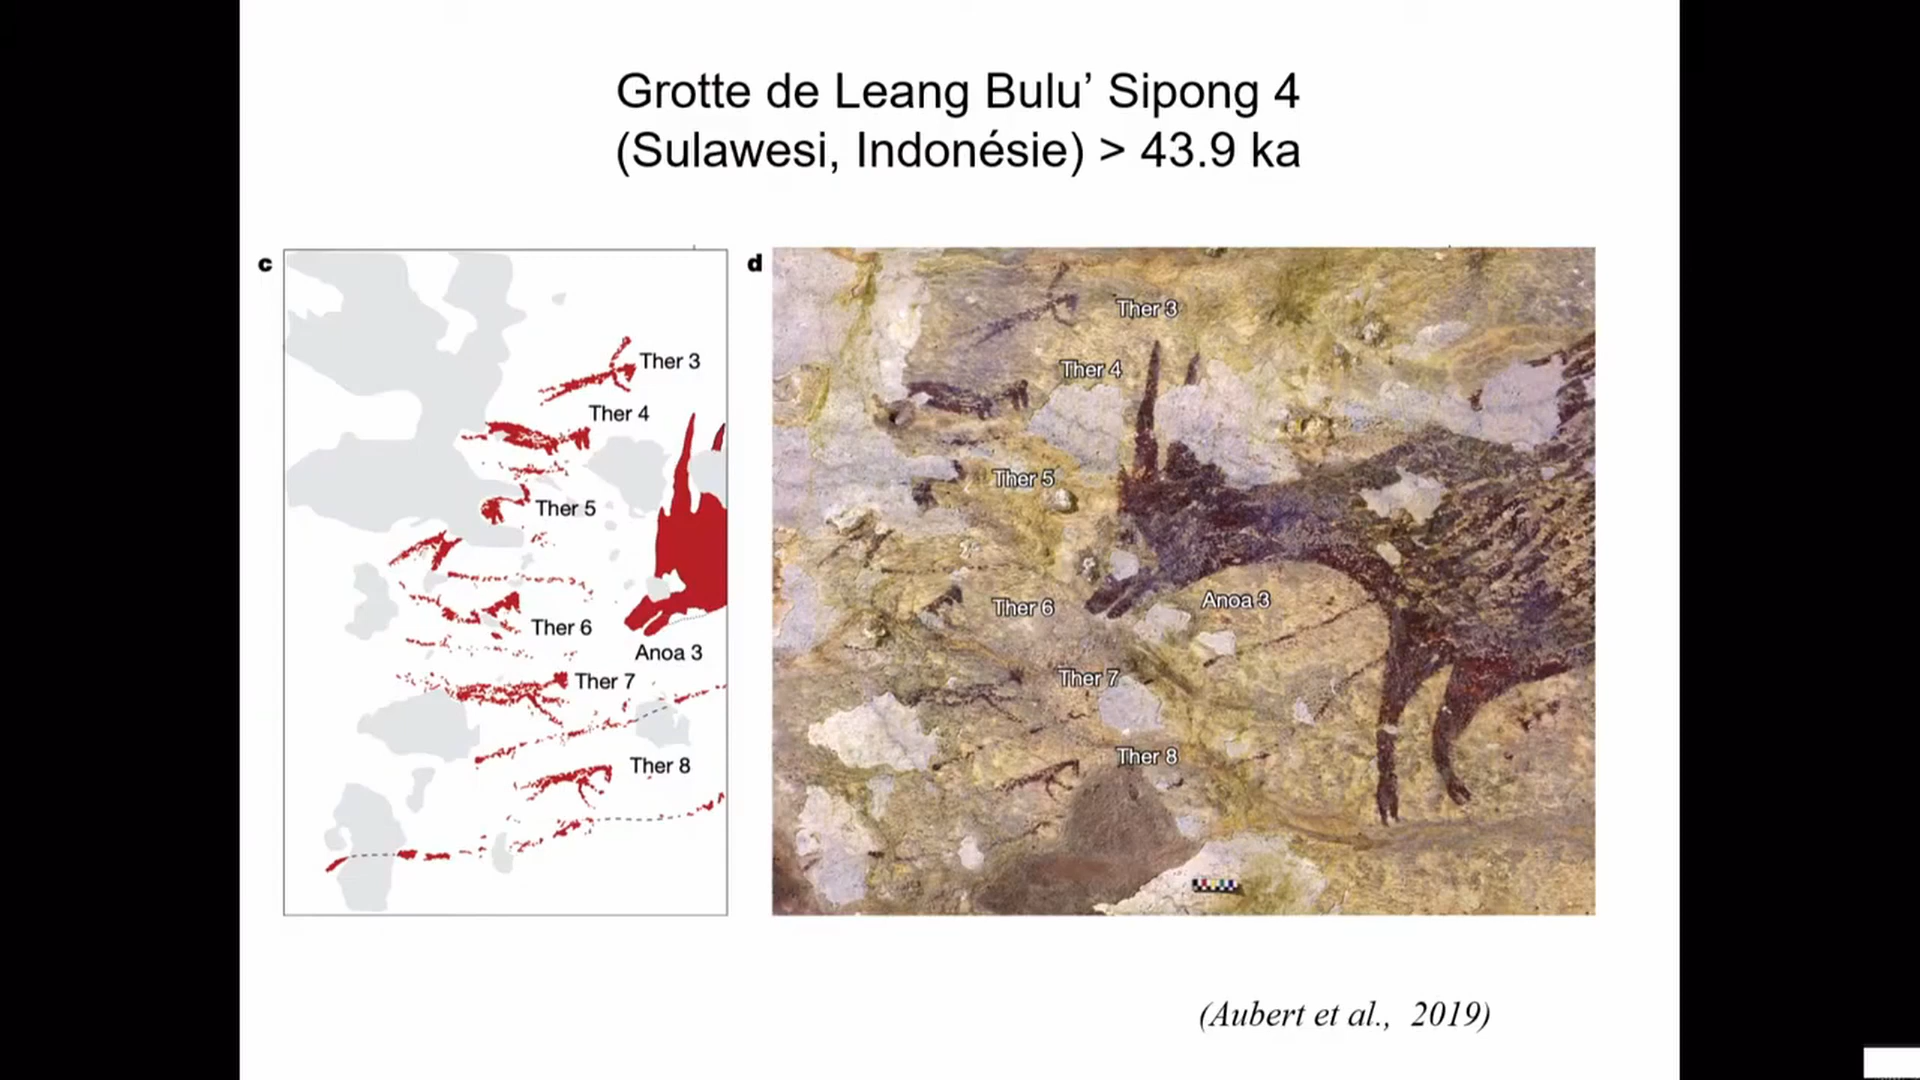 Grotte de Leang Bulu’ Sipong 4
(Sulawesi, Indonésie) > 43.9 ka
c
Ther 3
Ther 4
Ther 5
Ther 6
Anoa 3
Ther 7
Ther 8
d
Ther 3
Ther 4
Ther 5
Ther 6
Anoa 3
Ther 7
Ther 8
(Aubert et al., 2019)